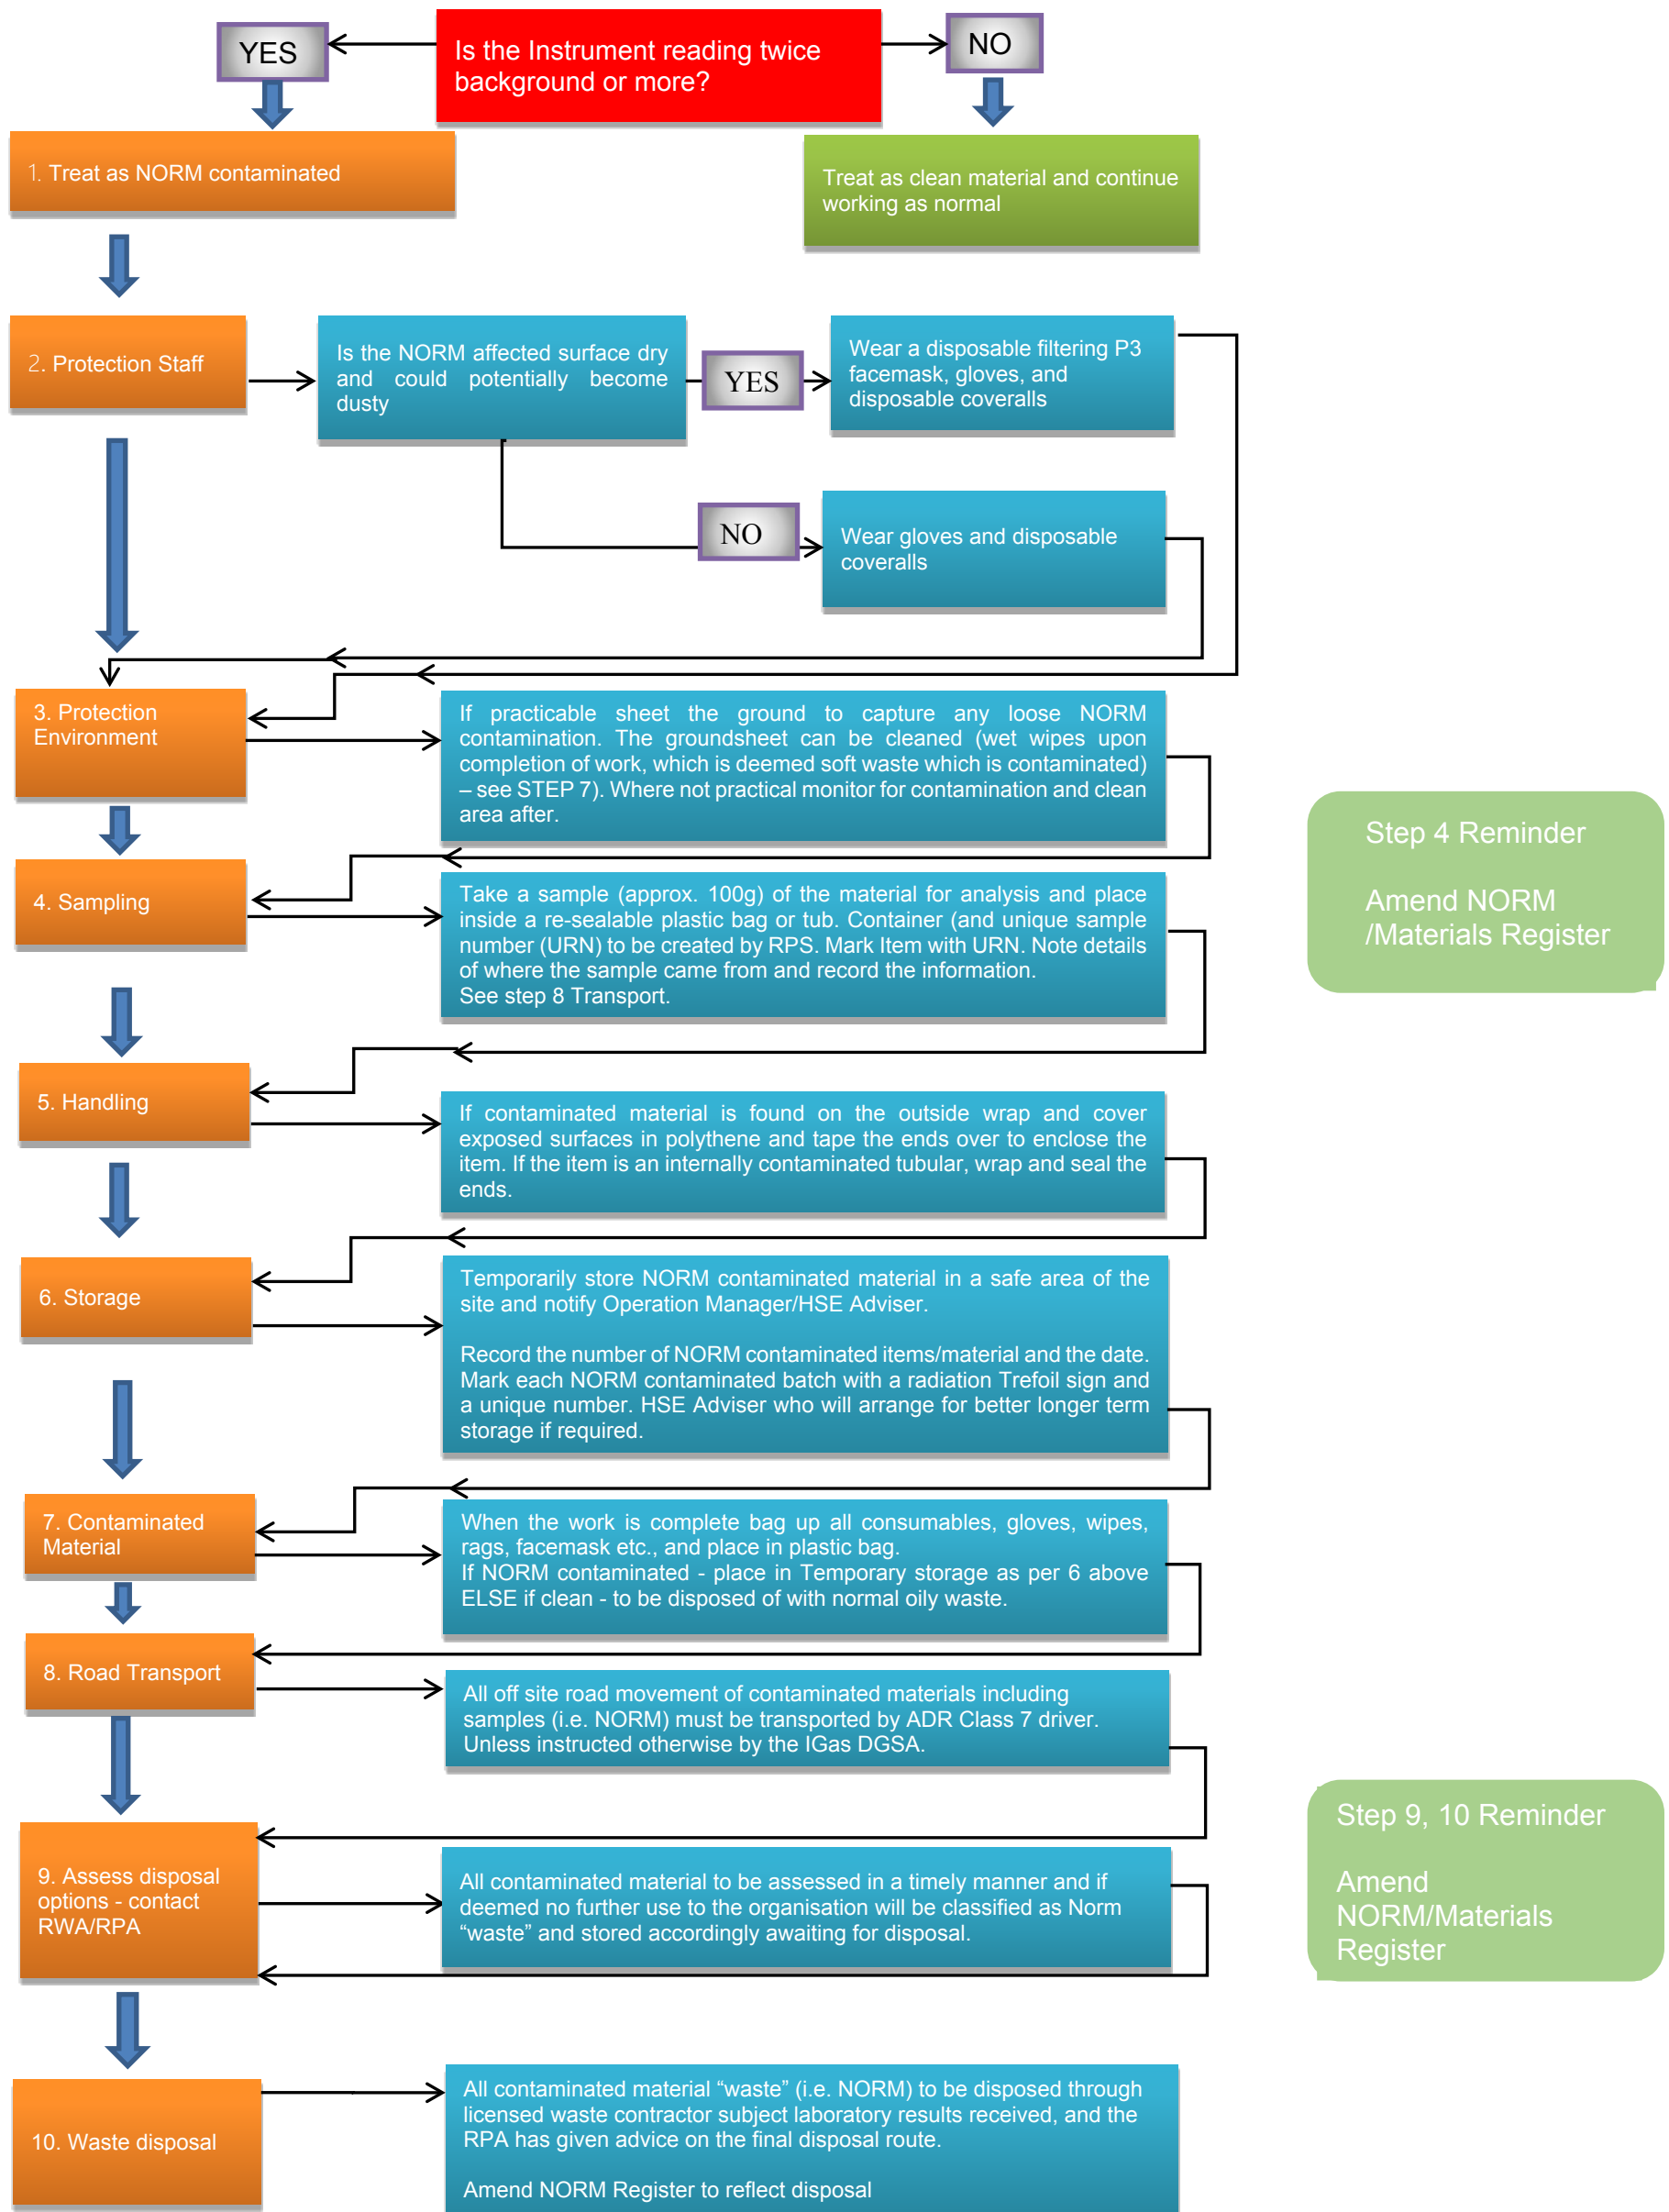 YES
Is the Instrument reading twice
background or more?
NO
1. Treat as NORM contaminated
Treat as clean material and continue
working as normal
2. Protection Staff
Is the NORM affected surface dry
and could potentially become
dusty
YES
Wear a disposable filtering P3
facemask, gloves, and
disposable coveralls
NO
Wear gloves and disposable
coveralls
3. Protection
Environment
If practicable sheet the ground to capture any loose NORM
contamination. The groundsheet can be cleaned (wet wipes upon
completion of work, which is deemed soft waste which is contaminated)
– see STEP 7). Where not practical monitor for contamination and clean
area after.
Step 4 Reminder
Amend NORM
/Materials Register
4. Sampling
Take a sample (approx. 100g) of the material for analysis and place
inside a re-sealable plastic bag or tub. Container (and unique sample
number (URN) to be created by RPS. Mark Item with URN. Note details
of where the sample came from and record the information.
See step 8 Transport.
5. Handling
If contaminated material is found on the outside wrap and cover
exposed surfaces in polythene and tape the ends over to enclose the
item. If the item is an internally contaminated tubular, wrap and seal the
ends.
6. Storage
Temporarily store NORM contaminated material in a safe area of the
site and notify Operation Manager/HSE Adviser.
Record the number of NORM contaminated items/material and the date.
Mark each NORM contaminated batch with a radiation Trefoil sign and
a unique number. HSE Adviser who will arrange for better longer term
storage if required.
7. Contaminated
Material
When the work is complete bag up all consumables, gloves, wipes,
rags, facemask etc., and place in plastic bag.
If NORM contaminated - place in Temporary storage as per 6 above
ELSE if clean - to be disposed of with normal oily waste.
8. Road Transport
All off site road movement of contaminated materials including
samples (i.e. NORM) must be transported by ADR Class 7 driver.
Unless instructed otherwise by the IGas DGSA.
Step 9, 10 Reminder
Amend
NORM/Materials
Register
9. Assess disposal
options - contact
RWA/RPA
All contaminated material to be assessed in a timely manner and if
deemed no further use to the organisation will be classified as Norm
“waste” and stored accordingly awaiting for disposal.
10. Waste disposal
All contaminated material “waste” (i.e. NORM) to be disposed through
licensed waste contractor subject laboratory results received, and the
RPA has given advice on the final disposal route.
Amend NORM Register to reflect disposal